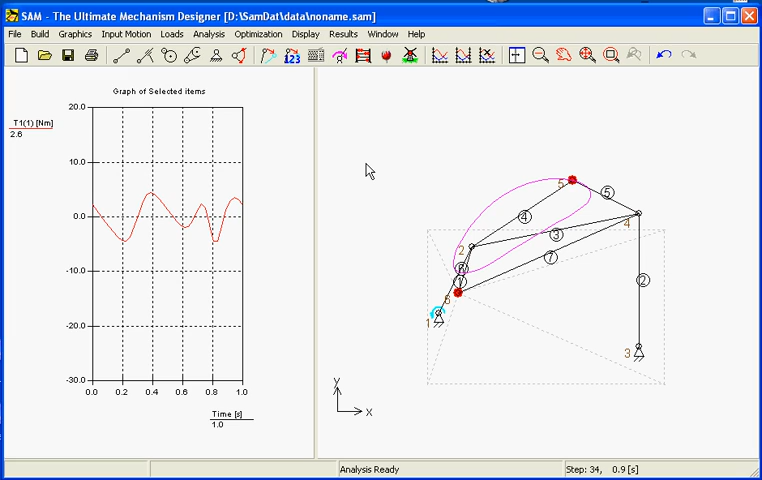 SAM - The Ultimate Mechanism Designer [D:\SamDat\data\noname.sam]
File Build Graphics Input Motion Loads Analysis Optimization Display Results Window Help
123
Graph of Selected items
T1(1) [Nm]
2.6
20.0
10.0
0.0
-10.0
-20.0
-30.0
0.0 0.2 0.4 0.6 0.8 1.0
Time [s]
1.0
5
5
4
4
2
3
7
6
1
6
2
1
3
y
x
Analysis Ready
Step: 34, 0.9 [s]